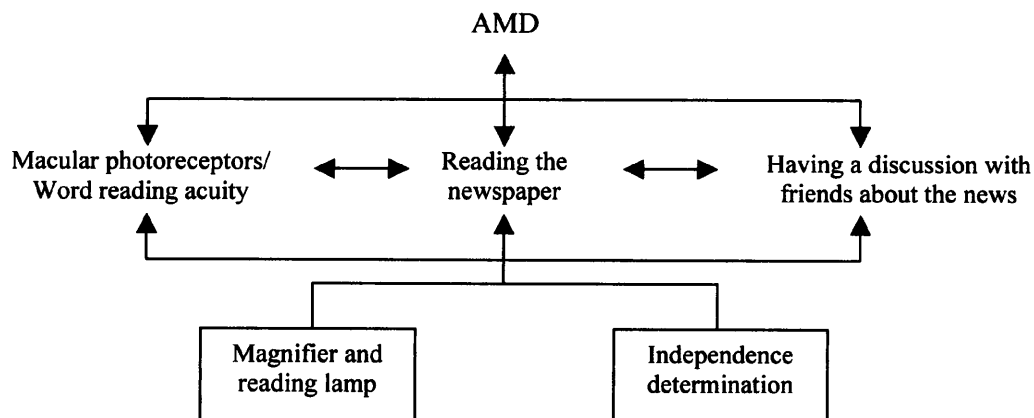 AMD
Macular photoreceptors/
Word reading acuity
Reading the
newspaper
Having a discussion with
friends about the news
Magnifier and
reading lamp
Independence
determination